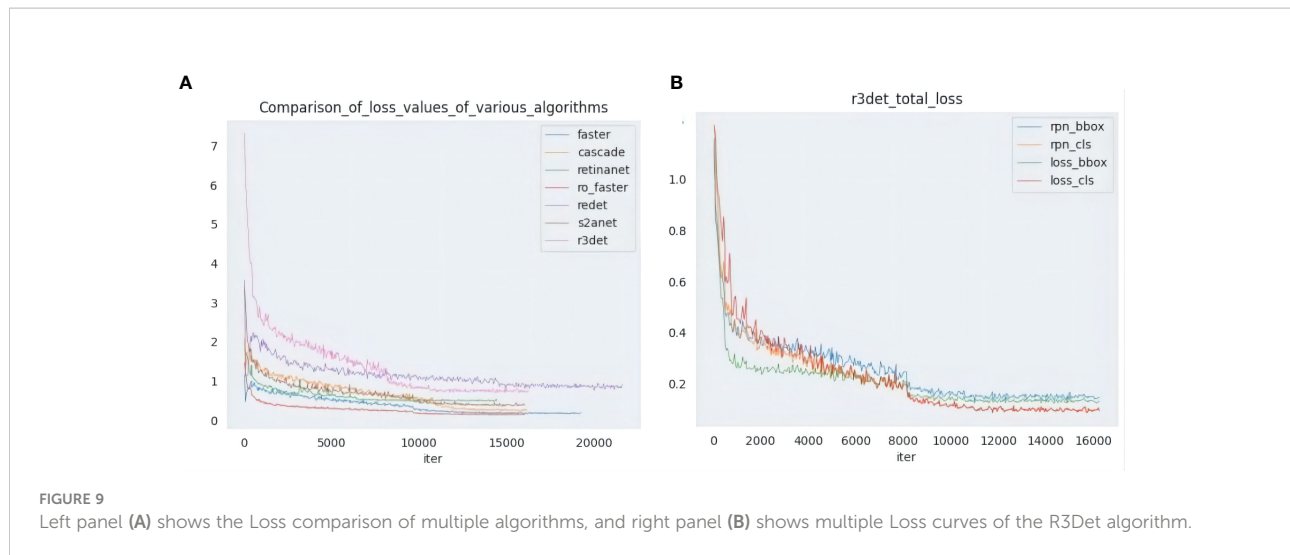 A
Comparison_of_loss_values_of_various_algorithms
7
6
5
4
3
2
1
0
faster
cascade
retinanet
ro_faster
redet
s2anet
r3det
0 5000 10000 15000 20000
iter
B
r3det_total_loss
1.0
0.8
0.6
0.4
0.2
rpn_bbox
rpn_cls
loss_bbox
loss_cls
0 2000 4000 6000 8000 10000 12000 14000 16000
iter
FIGURE 9
Left panel (A) shows the Loss comparison of multiple algorithms, and right panel (B) shows multiple Loss curves of the R3Det algorithm.